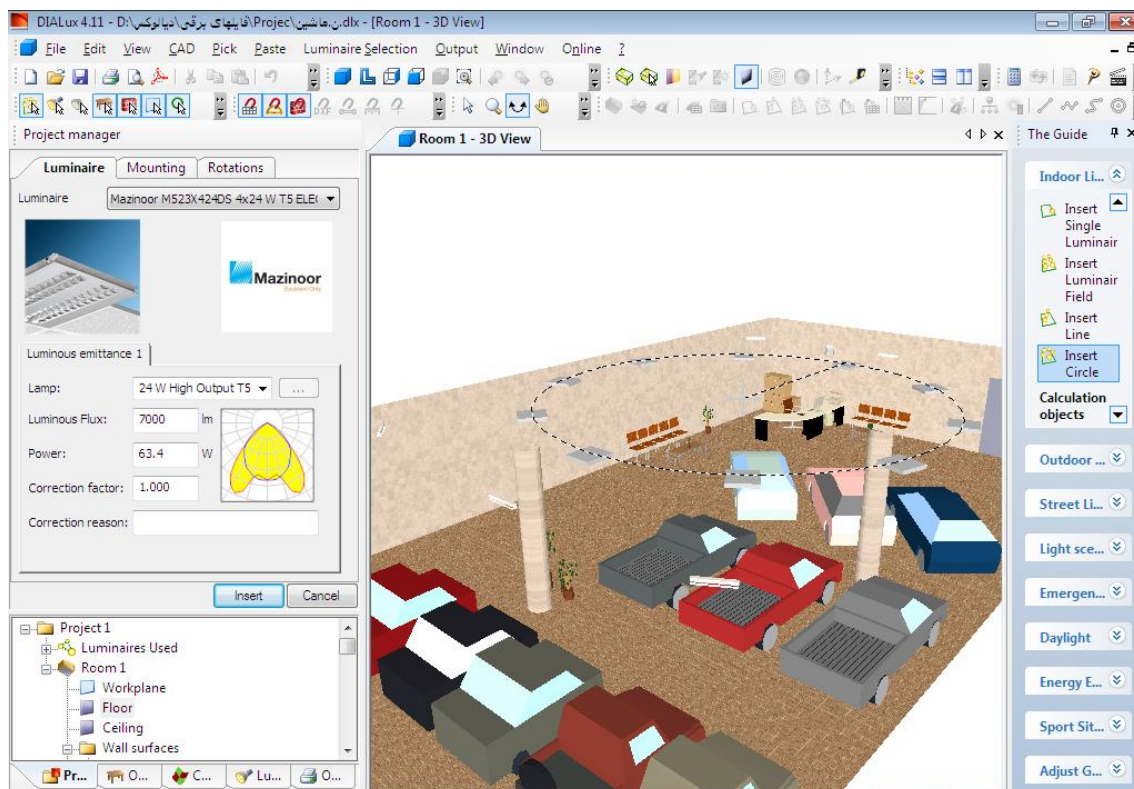 DIALux 4.11 - D:\فایلهای برقی\دیالوکس\Projec\ن.ماشین.dlx - [Room 1 - 3D View]
File Edit View CAD Pick Paste Luminaire Selection Output Window Online ?
Project manager
Luminaire Mounting Rotations
Luminaire Mazinoor M523X424DS 4x24 W T5 ELE(
Mazinoor
Luminous emittance 1
Lamp: 24 W High Output T5 ...
Luminous Flux: 7000 lm
Power: 63.4 W
Correction factor: 1.000
Correction reason:
Insert Cancel
Project 1
Luminaires Used
Room 1
Workplane
Floor
Ceiling
Wall surfaces
Pr... O... C... Lu... O...
Room 1 - 3D View
The Guide
Indoor Li...
Insert
Single
Luminair
Insert
Luminair
Field
Insert
Line
Insert
Circle
Calculation
objects
Outdoor ...
Street Li...
Light sce...
Emergen...
Daylight
Energy E...
Sport Sit...
Adjust G...